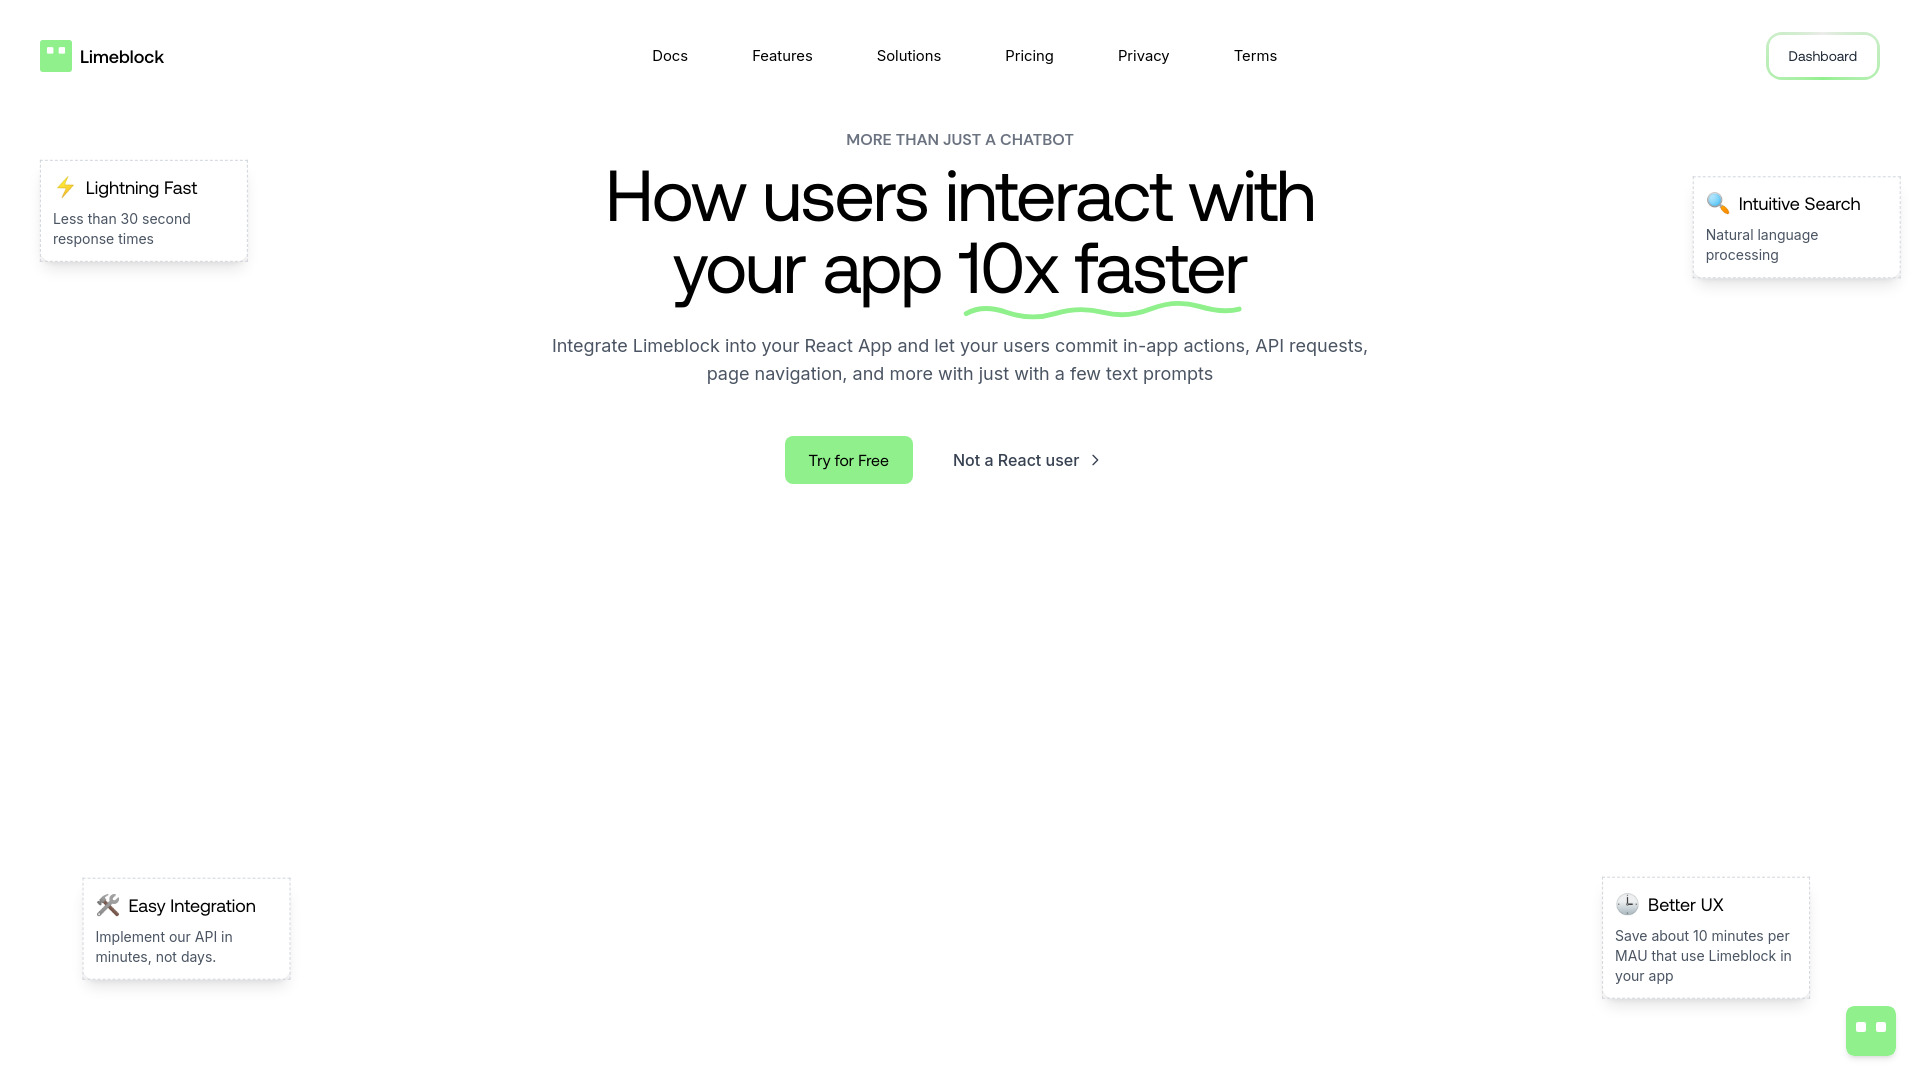 Limeblock
Docs
Features
Solutions
Pricing
Privacy
Terms
Dashboard
MORE THAN JUST A CHATBOT
How users interact with
your app 10x faster
Integrate Limeblock into your React App and let your users commit in-app actions, API requests,
page navigation, and more with just with a few text prompts
Try for Free
Not a React user
Lightning Fast
Less than 30 second
response times
Intuitive Search
Natural language
processing
Easy Integration
Implement our API in
minutes, not days.
Better UX
Save about 10 minutes per
MAU that use Limeblock in
your app